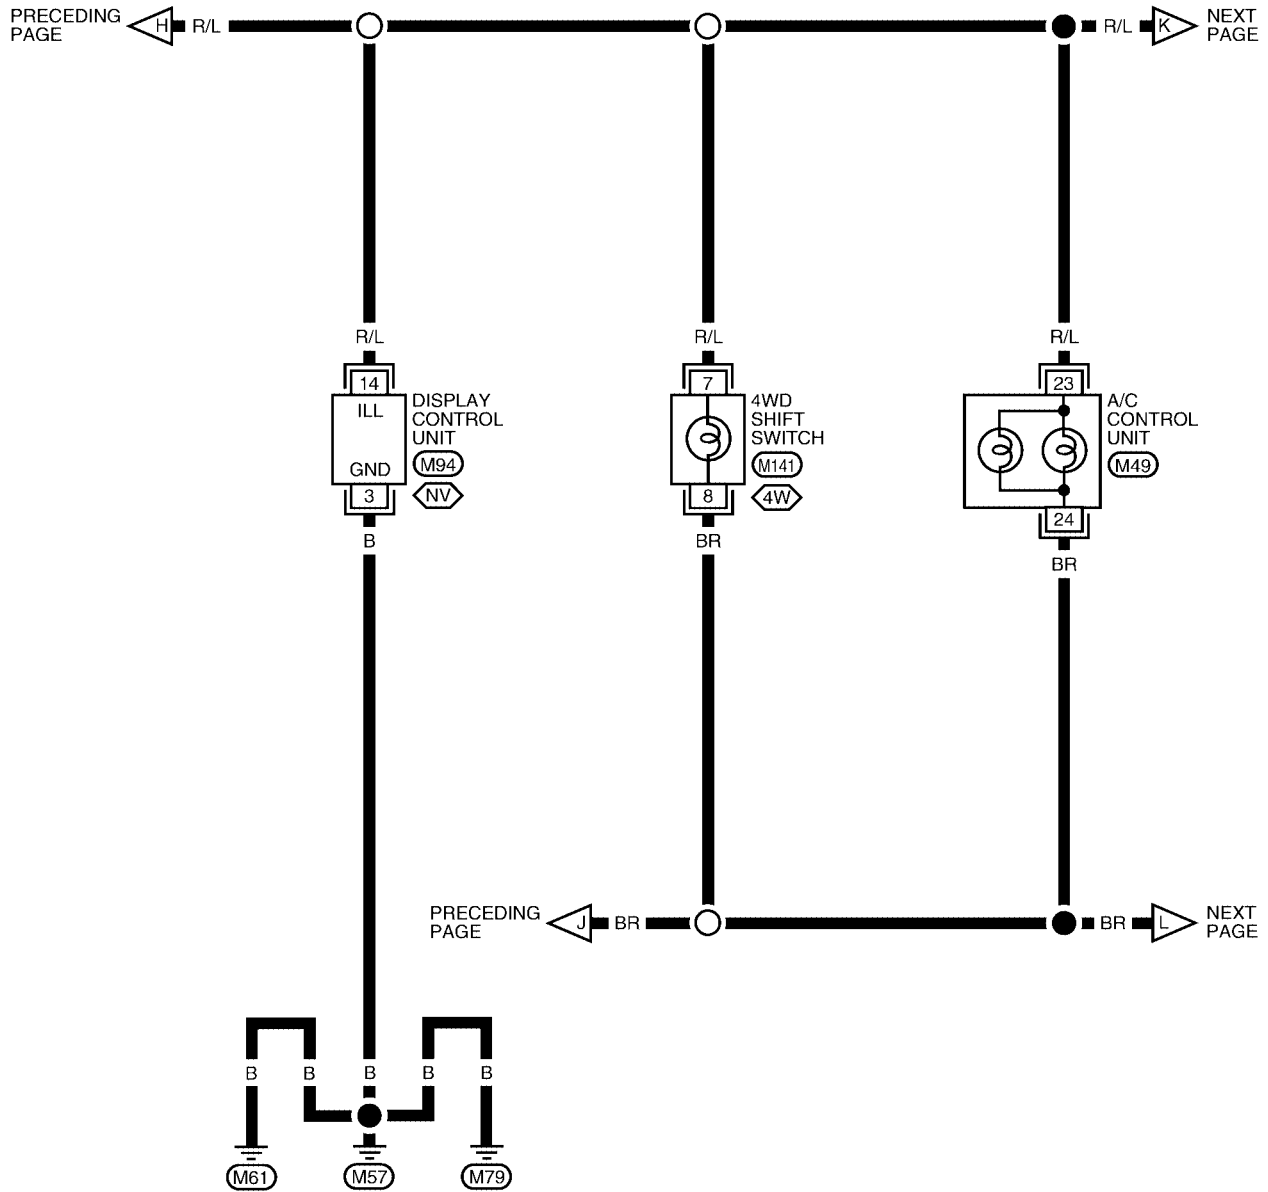 PRECEDING
PAGE
H
R/L
R/L
K
NEXT
PAGE
R/L
R/L
R/L
14
ILL
GND
3
DISPLAY
CONTROL
UNIT
M94
NV
B
7
8
4WD
SHIFT
SWITCH
M141
4W
BR
23
24
A/C
CONTROL
UNIT
M49
BR
PRECEDING
PAGE
J
BR
BR
L
NEXT
PAGE
B
B
B
B
B
M61
M57
M79